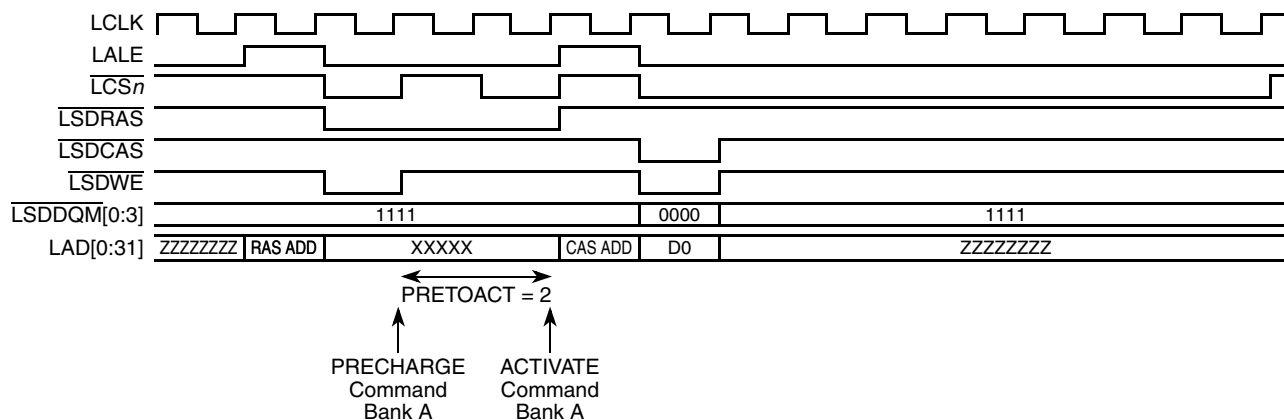 LCLK
LALE
LCSn
LSDRAS
LSDCAS
LSDWE
LSDDQM[0:3] 1111 0000 1111
LAD[0:31] ZZZZZZZZ RAS ADD XXXXX CAS ADD D0 ZZZZZZZZ
PRETOACT = 2
PRECHARGE ACTIVATE
Command Command
Bank A Bank A